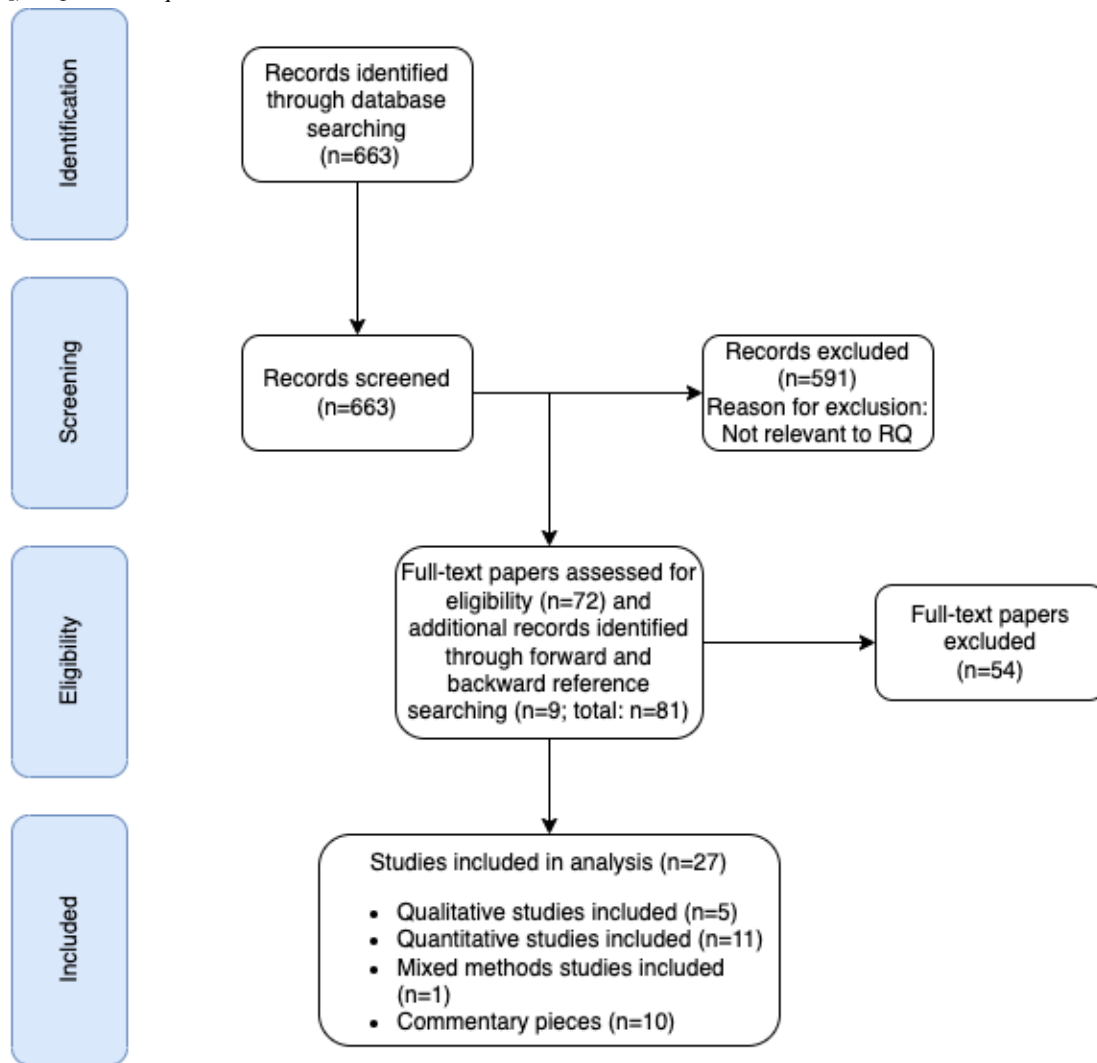 Identification
Records identified
through database
searching
(n=663)
Screening
Records screened
(n=663)
Records excluded
(n=591)
Reason for exclusion:
Not relevant to RQ
Eligibility
Full-text papers assessed for
eligibility (n=72) and
additional records identified
through forward and
backward reference
searching (n=9; total: n=81)
Full-text papers
excluded
(n=54)
Included
Studies included in analysis (n=27)
• Qualitative studies included (n=5)
• Quantitative studies included (n=11)
• Mixed methods studies included
(n=1)
• Commentary pieces (n=10)